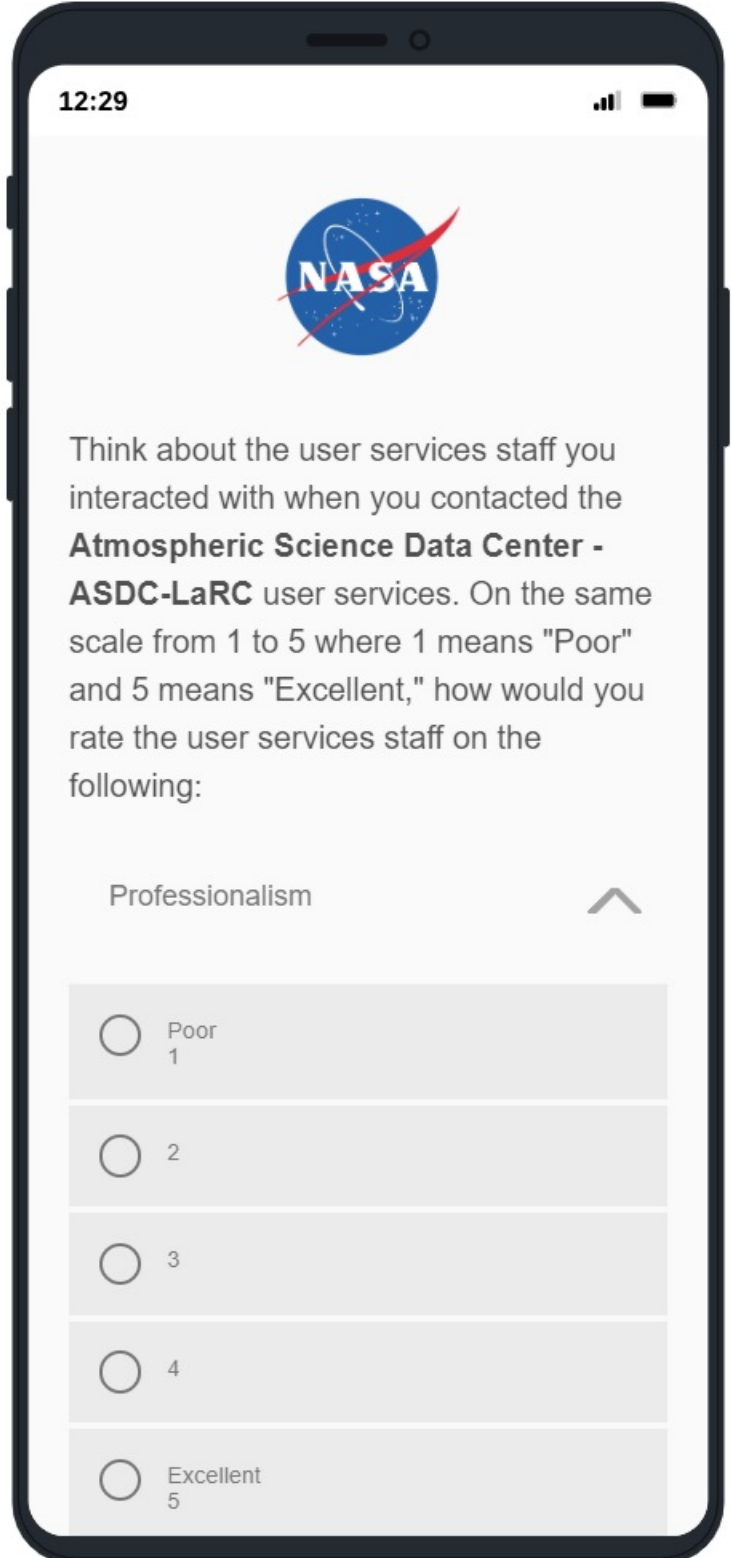 12:29
NASA
Think about the user services staff you
interacted with when you contacted the
Atmospheric Science Data Center -
ASDC-LaRC user services. On the same
scale from 1 to 5 where 1 means "Poor"
and 5 means "Excellent," how would you
rate the user services staff on the
following:
Professionalism
Poor
1
2
3
4
Excellent
5